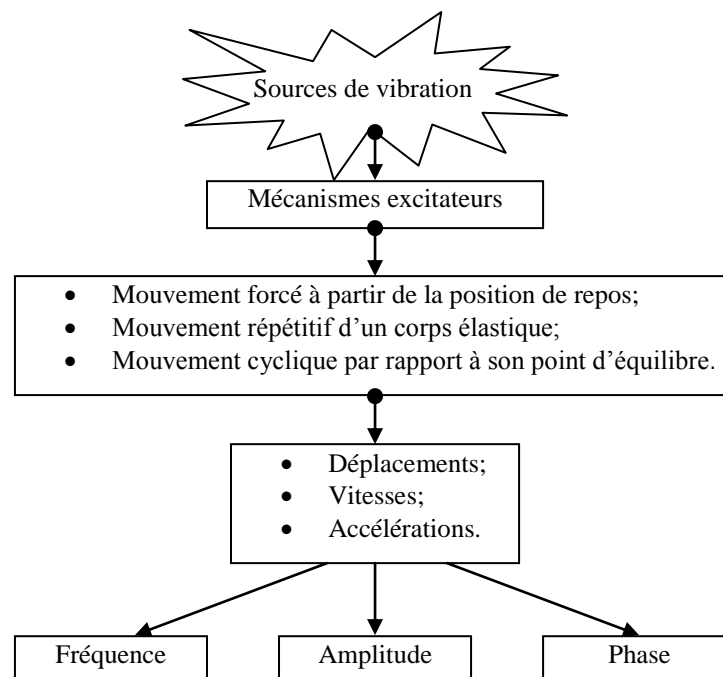 Sources de vibration
Mécanismes excitateurs
• Mouvement forcé à partir de la position de repos;
• Mouvement répétitif d’un corps élastique;
• Mouvement cyclique par rapport à son point d’équilibre.
• Déplacements;
• Vitesses;
• Accélérations.
Fréquence
Amplitude
Phase